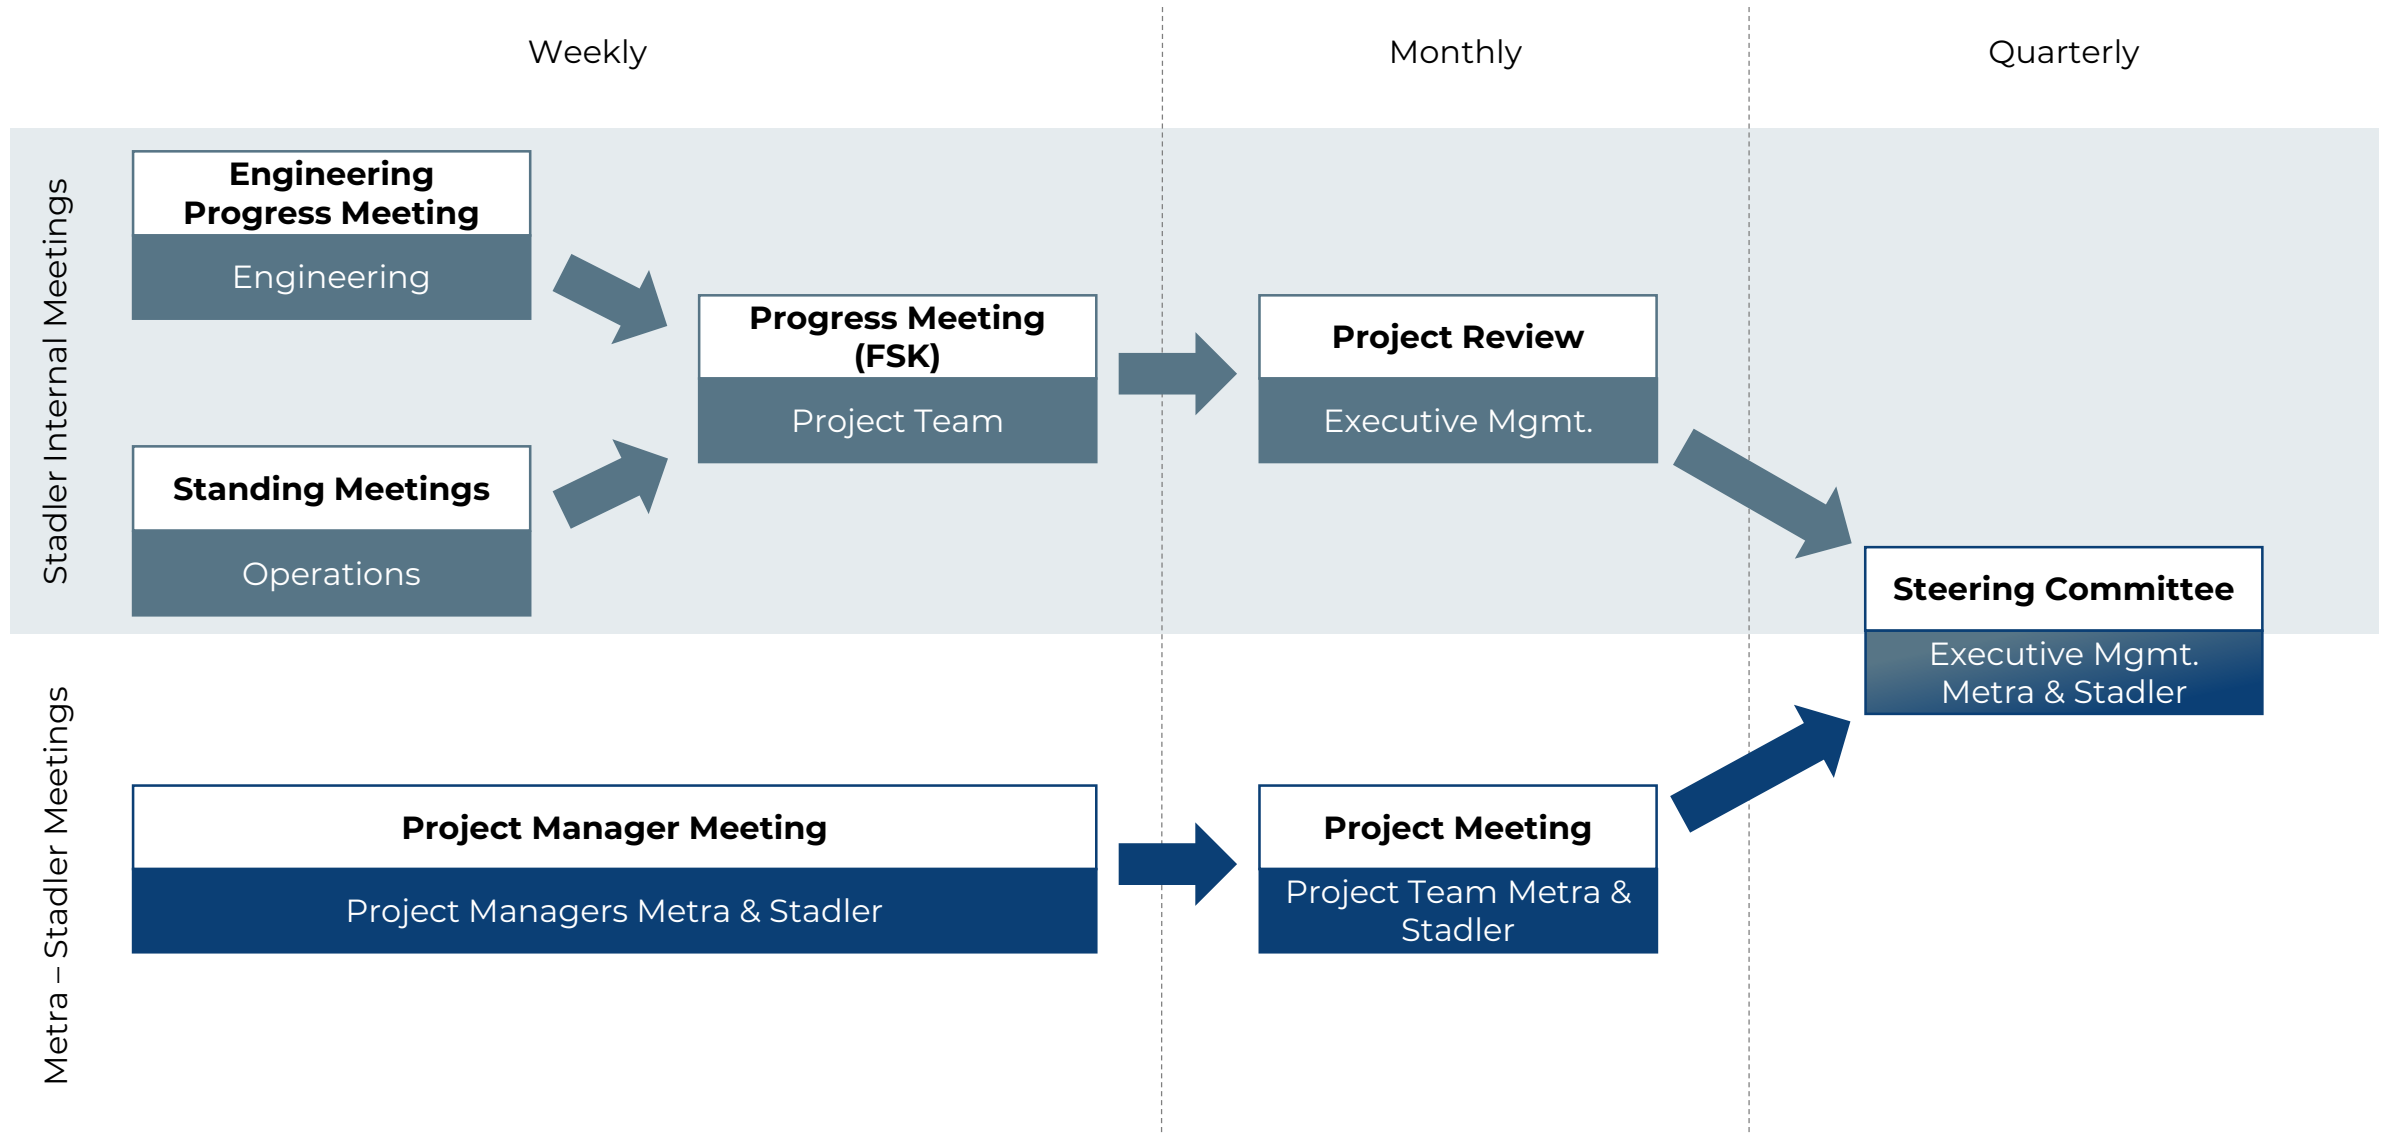 Weekly
Monthly
Quarterly
Stadler Internal Meetings
Engineering
Progress Meeting
Engineering
Standing Meetings
Operations
Progress Meeting
(FSK)
Project Team
Project Review
Executive Mgmt.
Steering Committee
Executive Mgmt.
Metra & Stadler
Metra – Stadler Meetings
Project Manager Meeting
Project Managers Metra & Stadler
Project Meeting
Project Team Metra &
Stadler